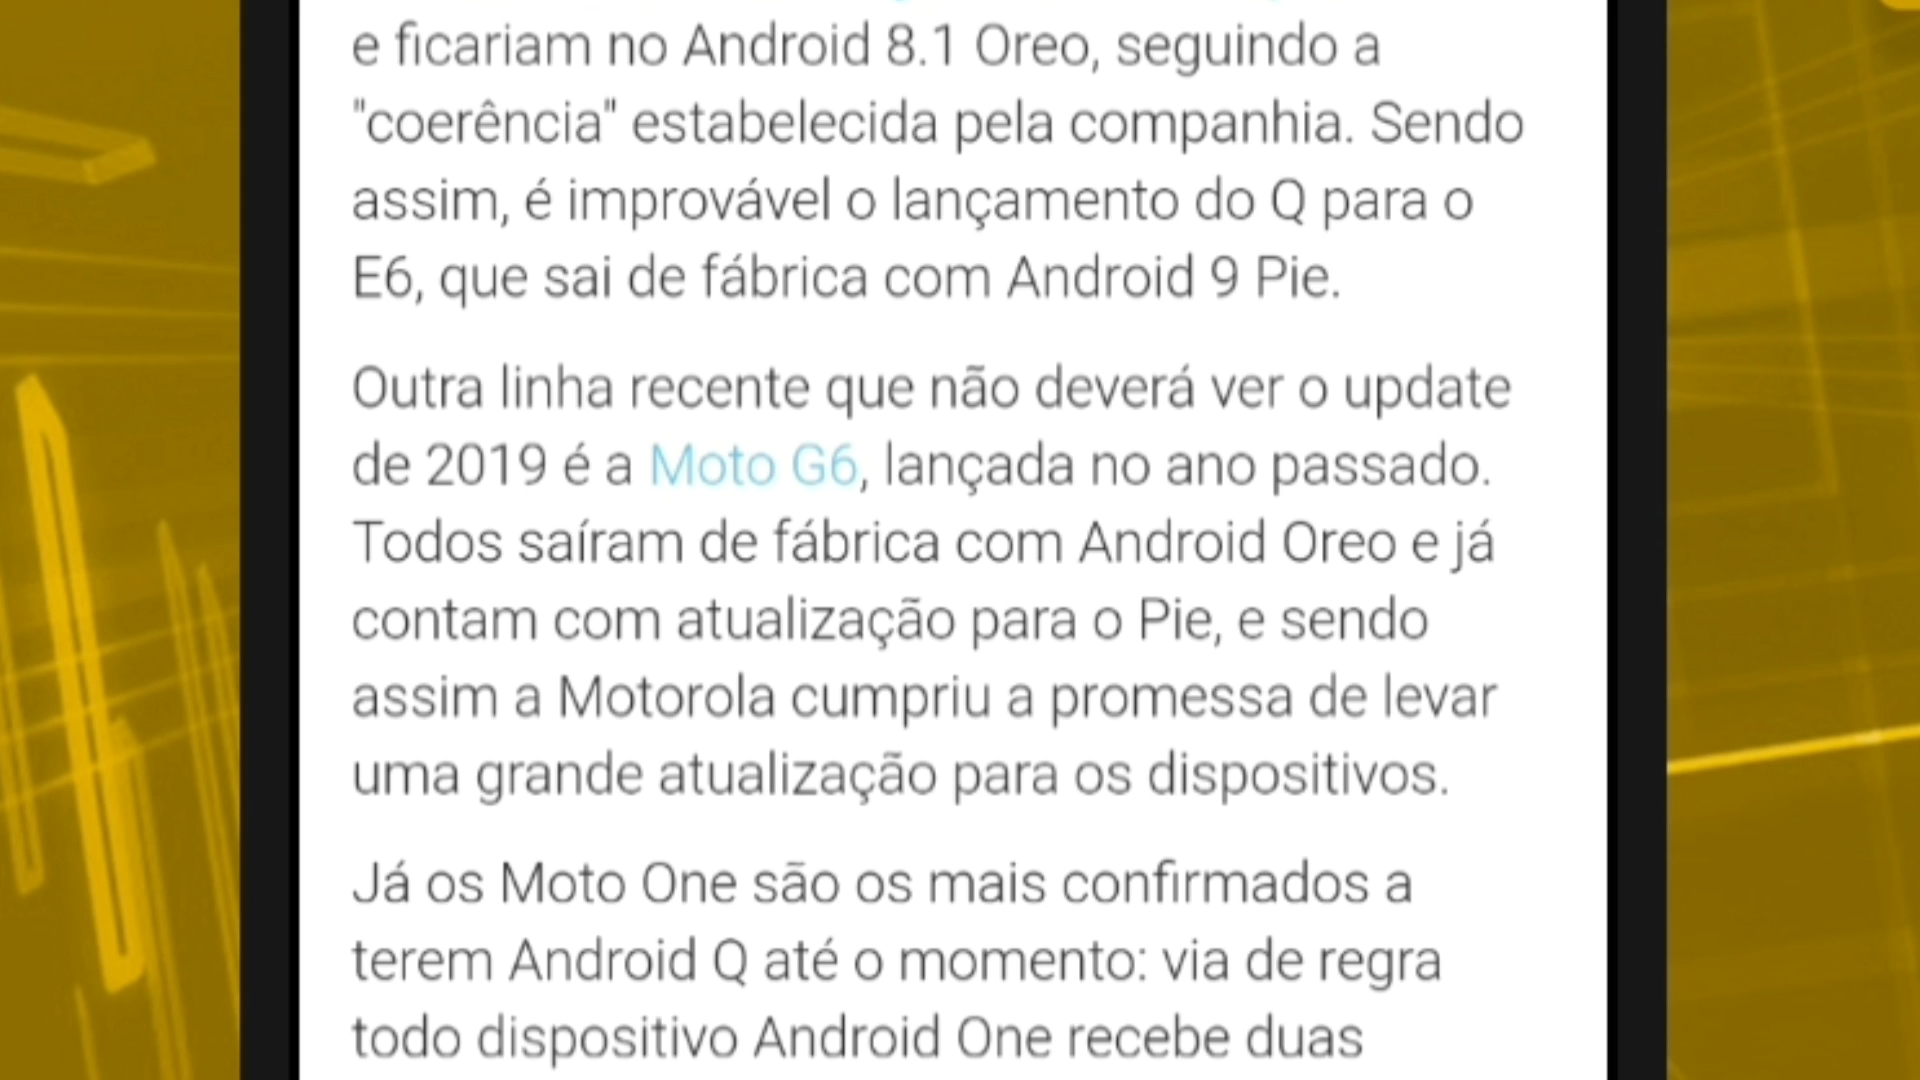 e ficariam no Android 8.1 Oreo, seguindo a
"coerência" estabelecida pela companhia. Sendo
assim, é improvável o lançamento do Q para o
E6, que sai de fábrica com Android 9 Pie.
Outra linha recente que não deverá ver o update
de 2019 é a Moto G6, lançada no ano passado.
Todos saíram de fábrica com Android Oreo e já
contam com atualização para o Pie, e sendo
assim a Motorola cumpriu a promessa de levar
uma grande atualização para os dispositivos.
Já os Moto One são os mais confirmados a
terem Android Q até o momento: via de regra
todo dispositivo Android One recebe duas